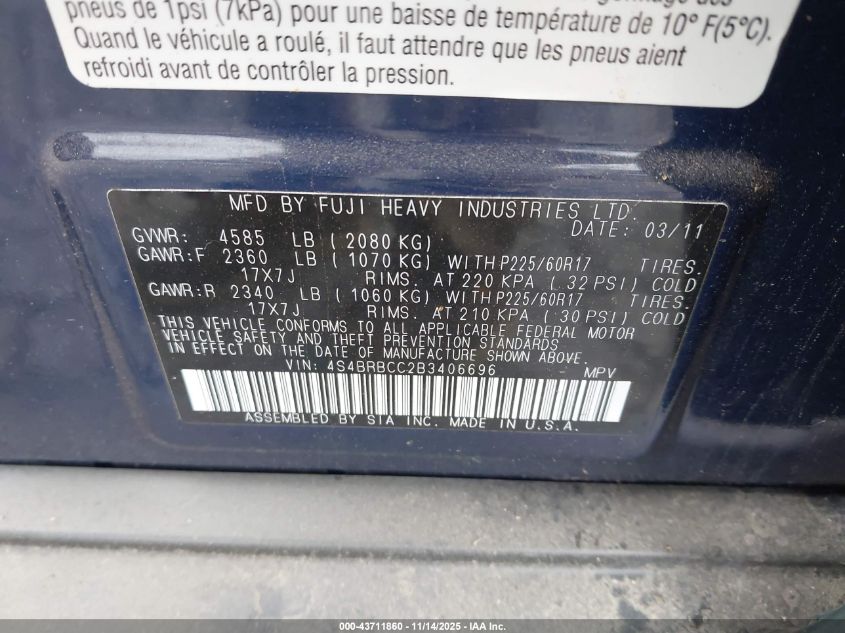 pneus de 1psi (7kPa) pour une baisse de température de 10° F(5°C).
Quand le véhicule a roulé, il faut attendre que les pneus aient
refroidi avant de contrôler la pression.
MFD BY FUJI HEAVY INDUSTRIES LTD.
DATE: 03/11
GVWR: 4585 LB (2080 KG)
GAWR:F 2360 LB (1070 KG) WITH P225/60R17 TIRES.
17X7J RIMS. AT 220 KPA (32 PSI) COLD
GAWR:R 2340 LB (1060 KG) WITH P225/60R17 TIRES.
17X7J RIMS. AT 210 KPA (30 PSI) COLD
THIS VEHICLE CONFORMS TO ALL APPLICABLE FEDERAL MOTOR
VEHICLE SAFETY AND THEFT PREVENTION STANDARDS
IN EFFECT ON THE DATE OF MANUFACTURE SHOWN ABOVE.
VIN: 4S4BRBCC2B3406696 MPV
ASSEMBLED BY SIA INC. MADE IN U.S.A.
000-43711860 - 11/14/2025 - IAA Inc.